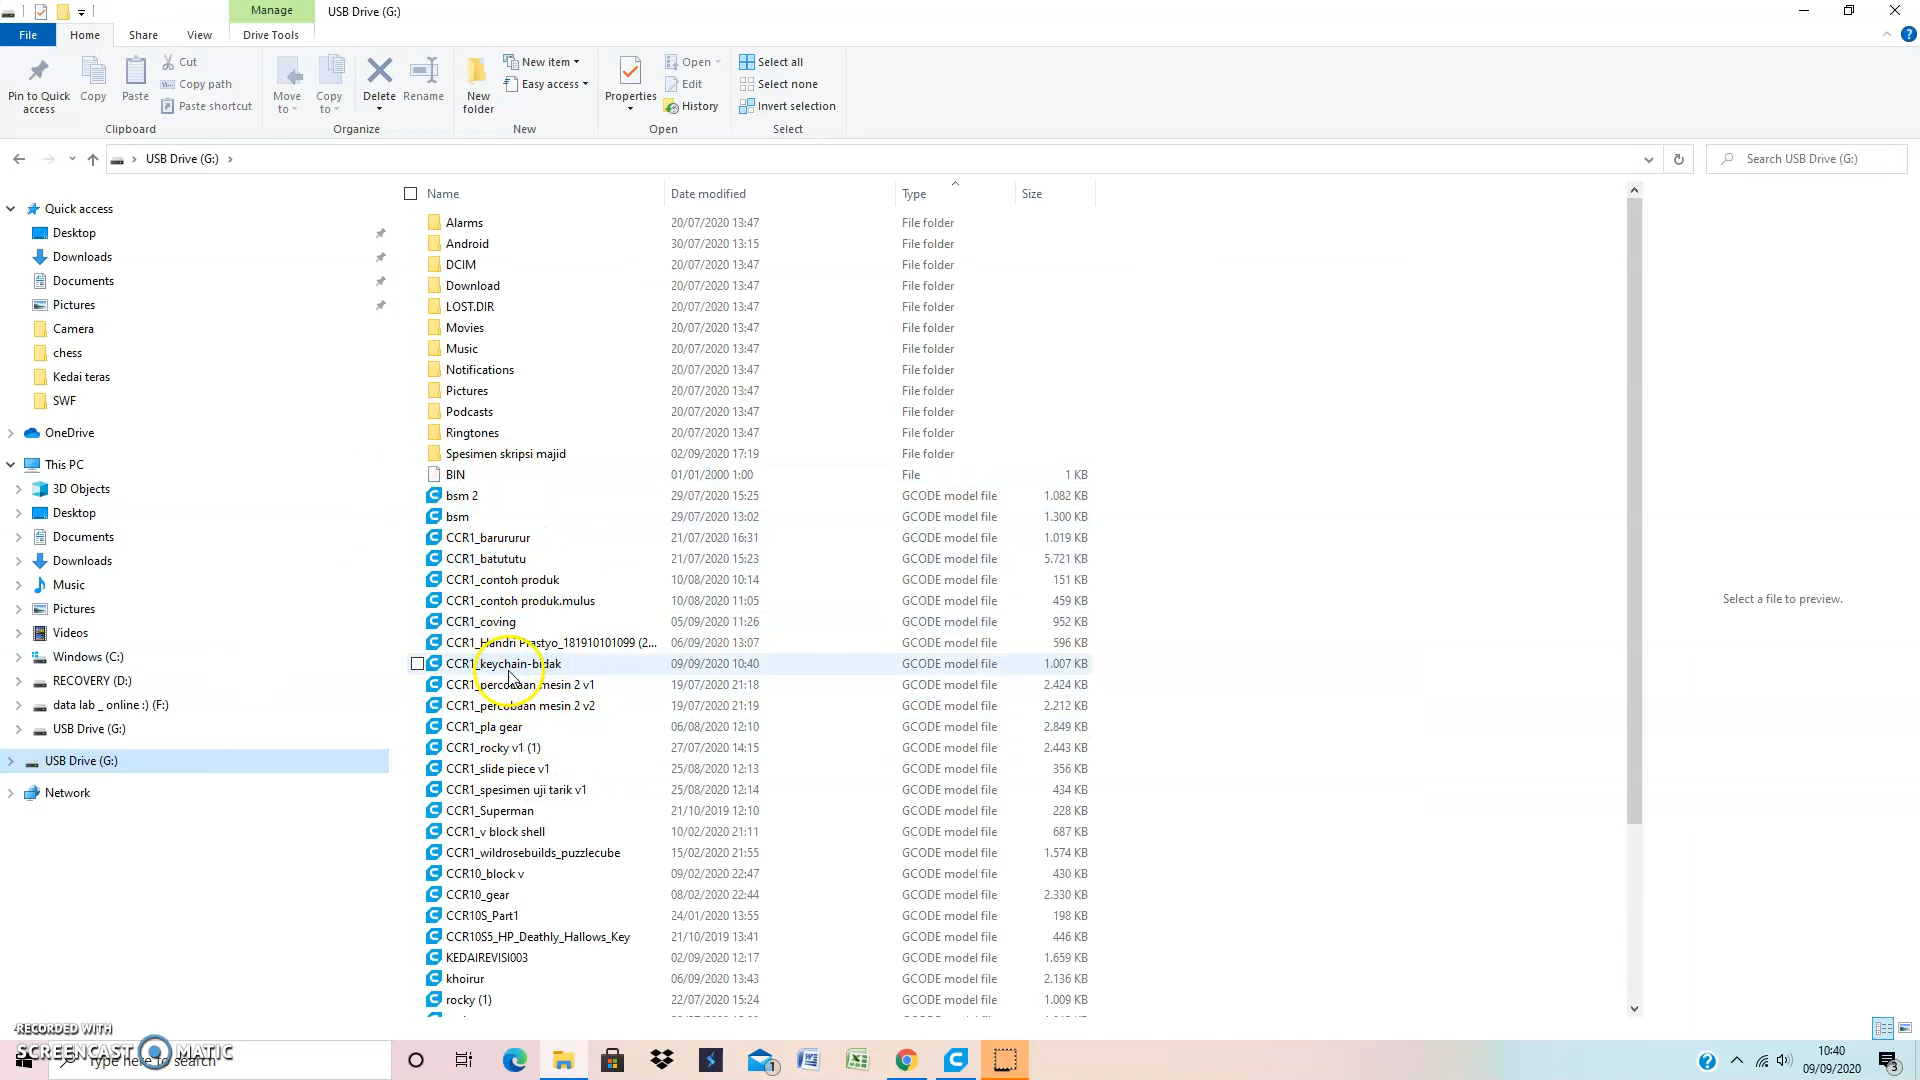 Manage
USB Drive (G:)
File
Home
Share
View
Drive Tools
Pin to Quick access
Copy
Paste
Cut
Copy path
Paste shortcut
Clipboard
Move to
Copy to
Delete
Rename
Organize
New folder
New item
Easy access
New
Properties
Open
Edit
History
Open
Select all
Select none
Invert selection
Select
USB Drive (G:)
Search USB Drive (G:)
Quick access
Desktop
Downloads
Documents
Pictures
Camera
chess
Kedai teras
SWF
OneDrive
This PC
3D Objects
Desktop
Documents
Downloads
Music
Pictures
Videos
Windows (C:)
RECOVERY (D:)
data lab _ online :) (F:)
USB Drive (G:)
USB Drive (G:)
Network
Name Date modified Type Size
Alarms 20/07/2020 13:47 File folder
Android 30/07/2020 13:15 File folder
DCIM 20/07/2020 13:47 File folder
Download 20/07/2020 13:47 File folder
LOST.DIR 20/07/2020 13:47 File folder
Movies 20/07/2020 13:47 File folder
Music 20/07/2020 13:47 File folder
Notifications 20/07/2020 13:47 File folder
Pictures 20/07/2020 13:47 File folder
Podcasts 20/07/2020 13:47 File folder
Ringtones 20/07/2020 13:47 File folder
Spesimen skripsi majid 02/09/2020 17:19 File folder
BIN 01/01/2000 1:00 File 1 KB
bsm 2 29/07/2020 15:25 GCODE model file 1.082 KB
bsm 29/07/2020 13:02 GCODE model file 1.300 KB
CCR1_barururur 21/07/2020 16:31 GCODE model file 1.019 KB
CCR1_batututu 21/07/2020 15:23 GCODE model file 5.721 KB
CCR1_contoh produk 10/08/2020 10:14 GCODE model file 151 KB
CCR1_contoh produk.mulus 10/08/2020 11:05 GCODE model file 459 KB
CCR1_coving 05/09/2020 11:26 GCODE model file 952 KB
CCR1_Handri Prastyo_181910101099 (2... 06/09/2020 13:07 GCODE model file 596 KB
CCR1_keychain-bidak 09/09/2020 10:40 GCODE model file 1.007 KB
CCR1_percobaan mesin 2 v1 19/07/2020 21:18 GCODE model file 2.424 KB
CCR1_percobaan mesin 2 v2 19/07/2020 21:19 GCODE model file 2.212 KB
CCR1_pla gear 06/08/2020 12:10 GCODE model file 2.849 KB
CCR1_rocky v1 (1) 27/07/2020 14:15 GCODE model file 2.443 KB
CCR1_slide piece v1 25/08/2020 12:13 GCODE model file 356 KB
CCR1_spesimen uji tarik v1 25/08/2020 12:14 GCODE model file 434 KB
CCR1_Superman 21/10/2019 12:10 GCODE model file 228 KB
CCR1_v block shell 10/02/2020 21:11 GCODE model file 687 KB
CCR1_wildrosebuilds_puzzlecube 15/02/2020 21:55 GCODE model file 1.574 KB
CCR10_block v 09/02/2020 22:47 GCODE model file 430 KB
CCR10_gear 08/02/2020 22:44 GCODE model file 2.330 KB
CCR10S_Part1 24/01/2020 13:55 GCODE model file 198 KB
CCR10S5_HP_Deathly_Hallows_Key 21/10/2019 13:41 GCODE model file 446 KB
KEDAIREVISI003 02/09/2020 12:17 GCODE model file 1.659 KB
khoirur 06/09/2020 13:43 GCODE model file 2.136 KB
rocky (1) 22/07/2020 15:24 GCODE model file 1.009 KB
Select a file to preview.
RECORDED WITH
SCREENCAST MATIC
Type here to search
1
10:40
09/09/2020
3